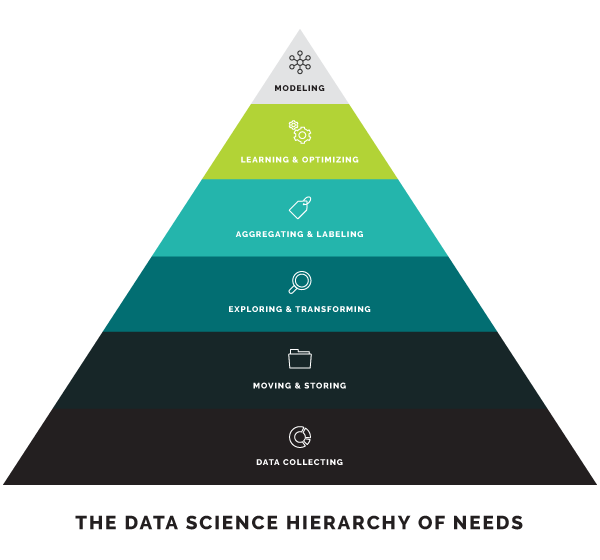 MODELING
LEARNING & OPTIMIZING
AGGREGATING & LABELING
EXPLORING & TRANSFORMING
MOVING & STORING
DATA COLLECTING
THE DATA SCIENCE HIERARCHY OF NEEDS